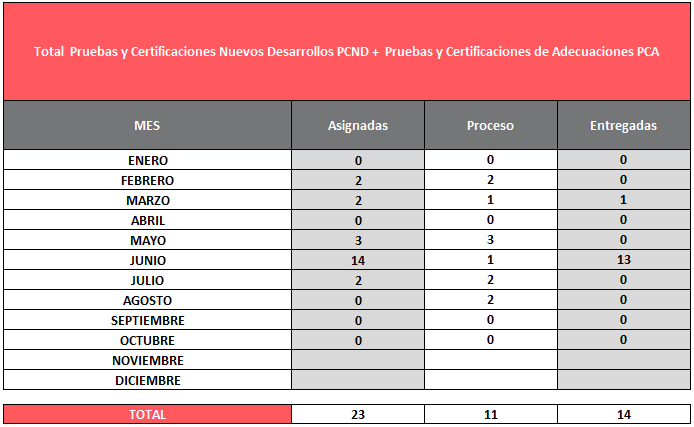 Total Pruebas y Certificaciones Nuevos Desarrollos PCND + Pruebas y Certificaciones de Adecuaciones PCA
MES Asignadas Proceso Entregadas
ENERO 0 0 0
FEBRERO 2 2 0
MARZO 2 1 1
ABRIL 0 0 0
MAYO 3 3 0
JUNIO 14 1 13
JULIO 2 2 0
AGOSTO 0 2 0
SEPTIEMBRE 0 0 0
OCTUBRE 0 0 0
NOVIEMBRE
DICIEMBRE
TOTAL 23 11 14